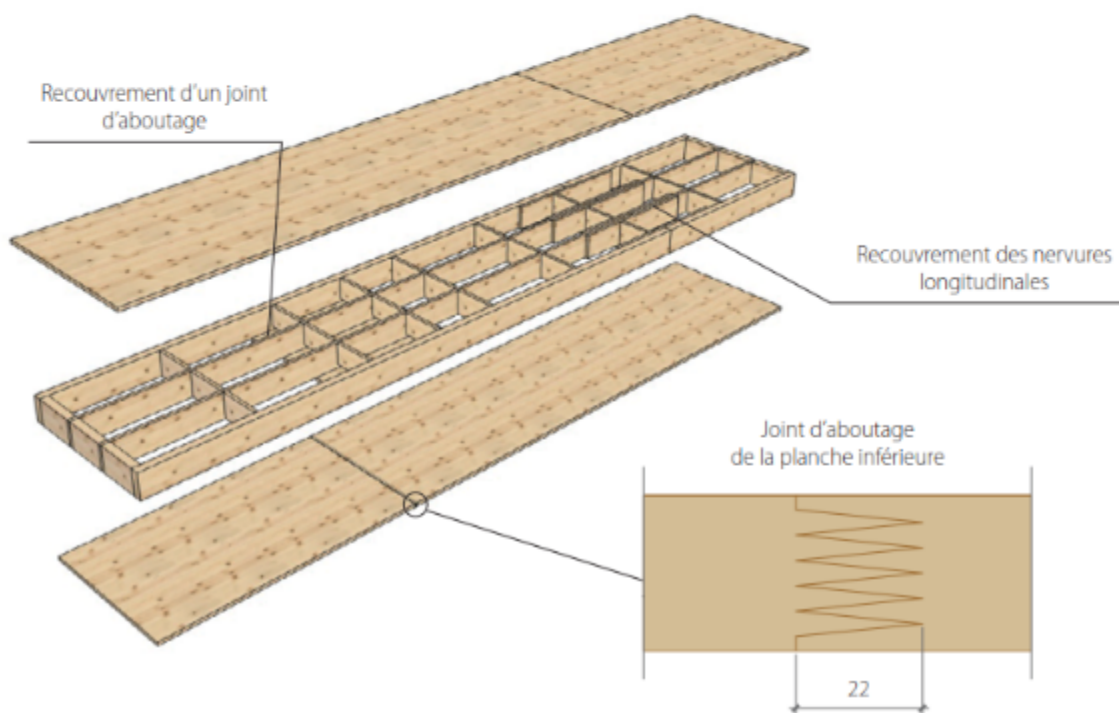 Recouvrement d'un joint
d'aboutage
Recouvrement des nervures
longitudinales
Joint d'aboutage
de la planche inférieure
22